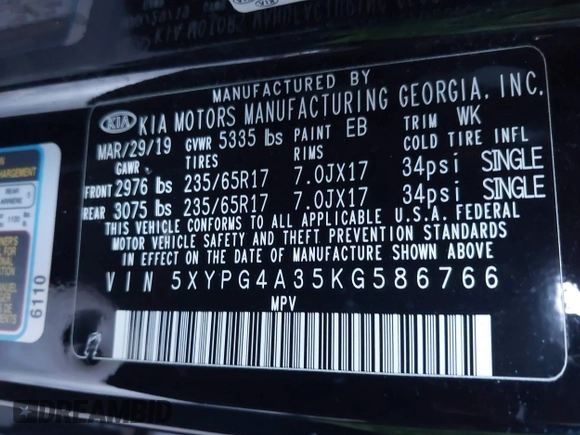 MANUFACTURED BY
KIA KIA MOTORS MANUFACTURING GEORGIA, INC.
MAR/29/19 GVWR 5335 lbs PAINT EB TRIM WK
GAWR TIRES RIMS COLD TIRE INFL
FRONT 2976 lbs 235/65R17 7.0JX17 34psi SINGLE
REAR 3075 lbs 235/65R17 7.0JX17 34psi SINGLE
THIS VEHICLE CONFORMS TO ALL APPLICABLE U.S.A. FEDERAL
MOTOR VEHICLE SAFETY AND THEFT PREVENTION STANDARDS
IN EFFECT ON THE DATE OF MANUFACTURE SHOWN ABOVE
VIN 5XYPG4A35KG586766
MPV
6110
DREAMBID